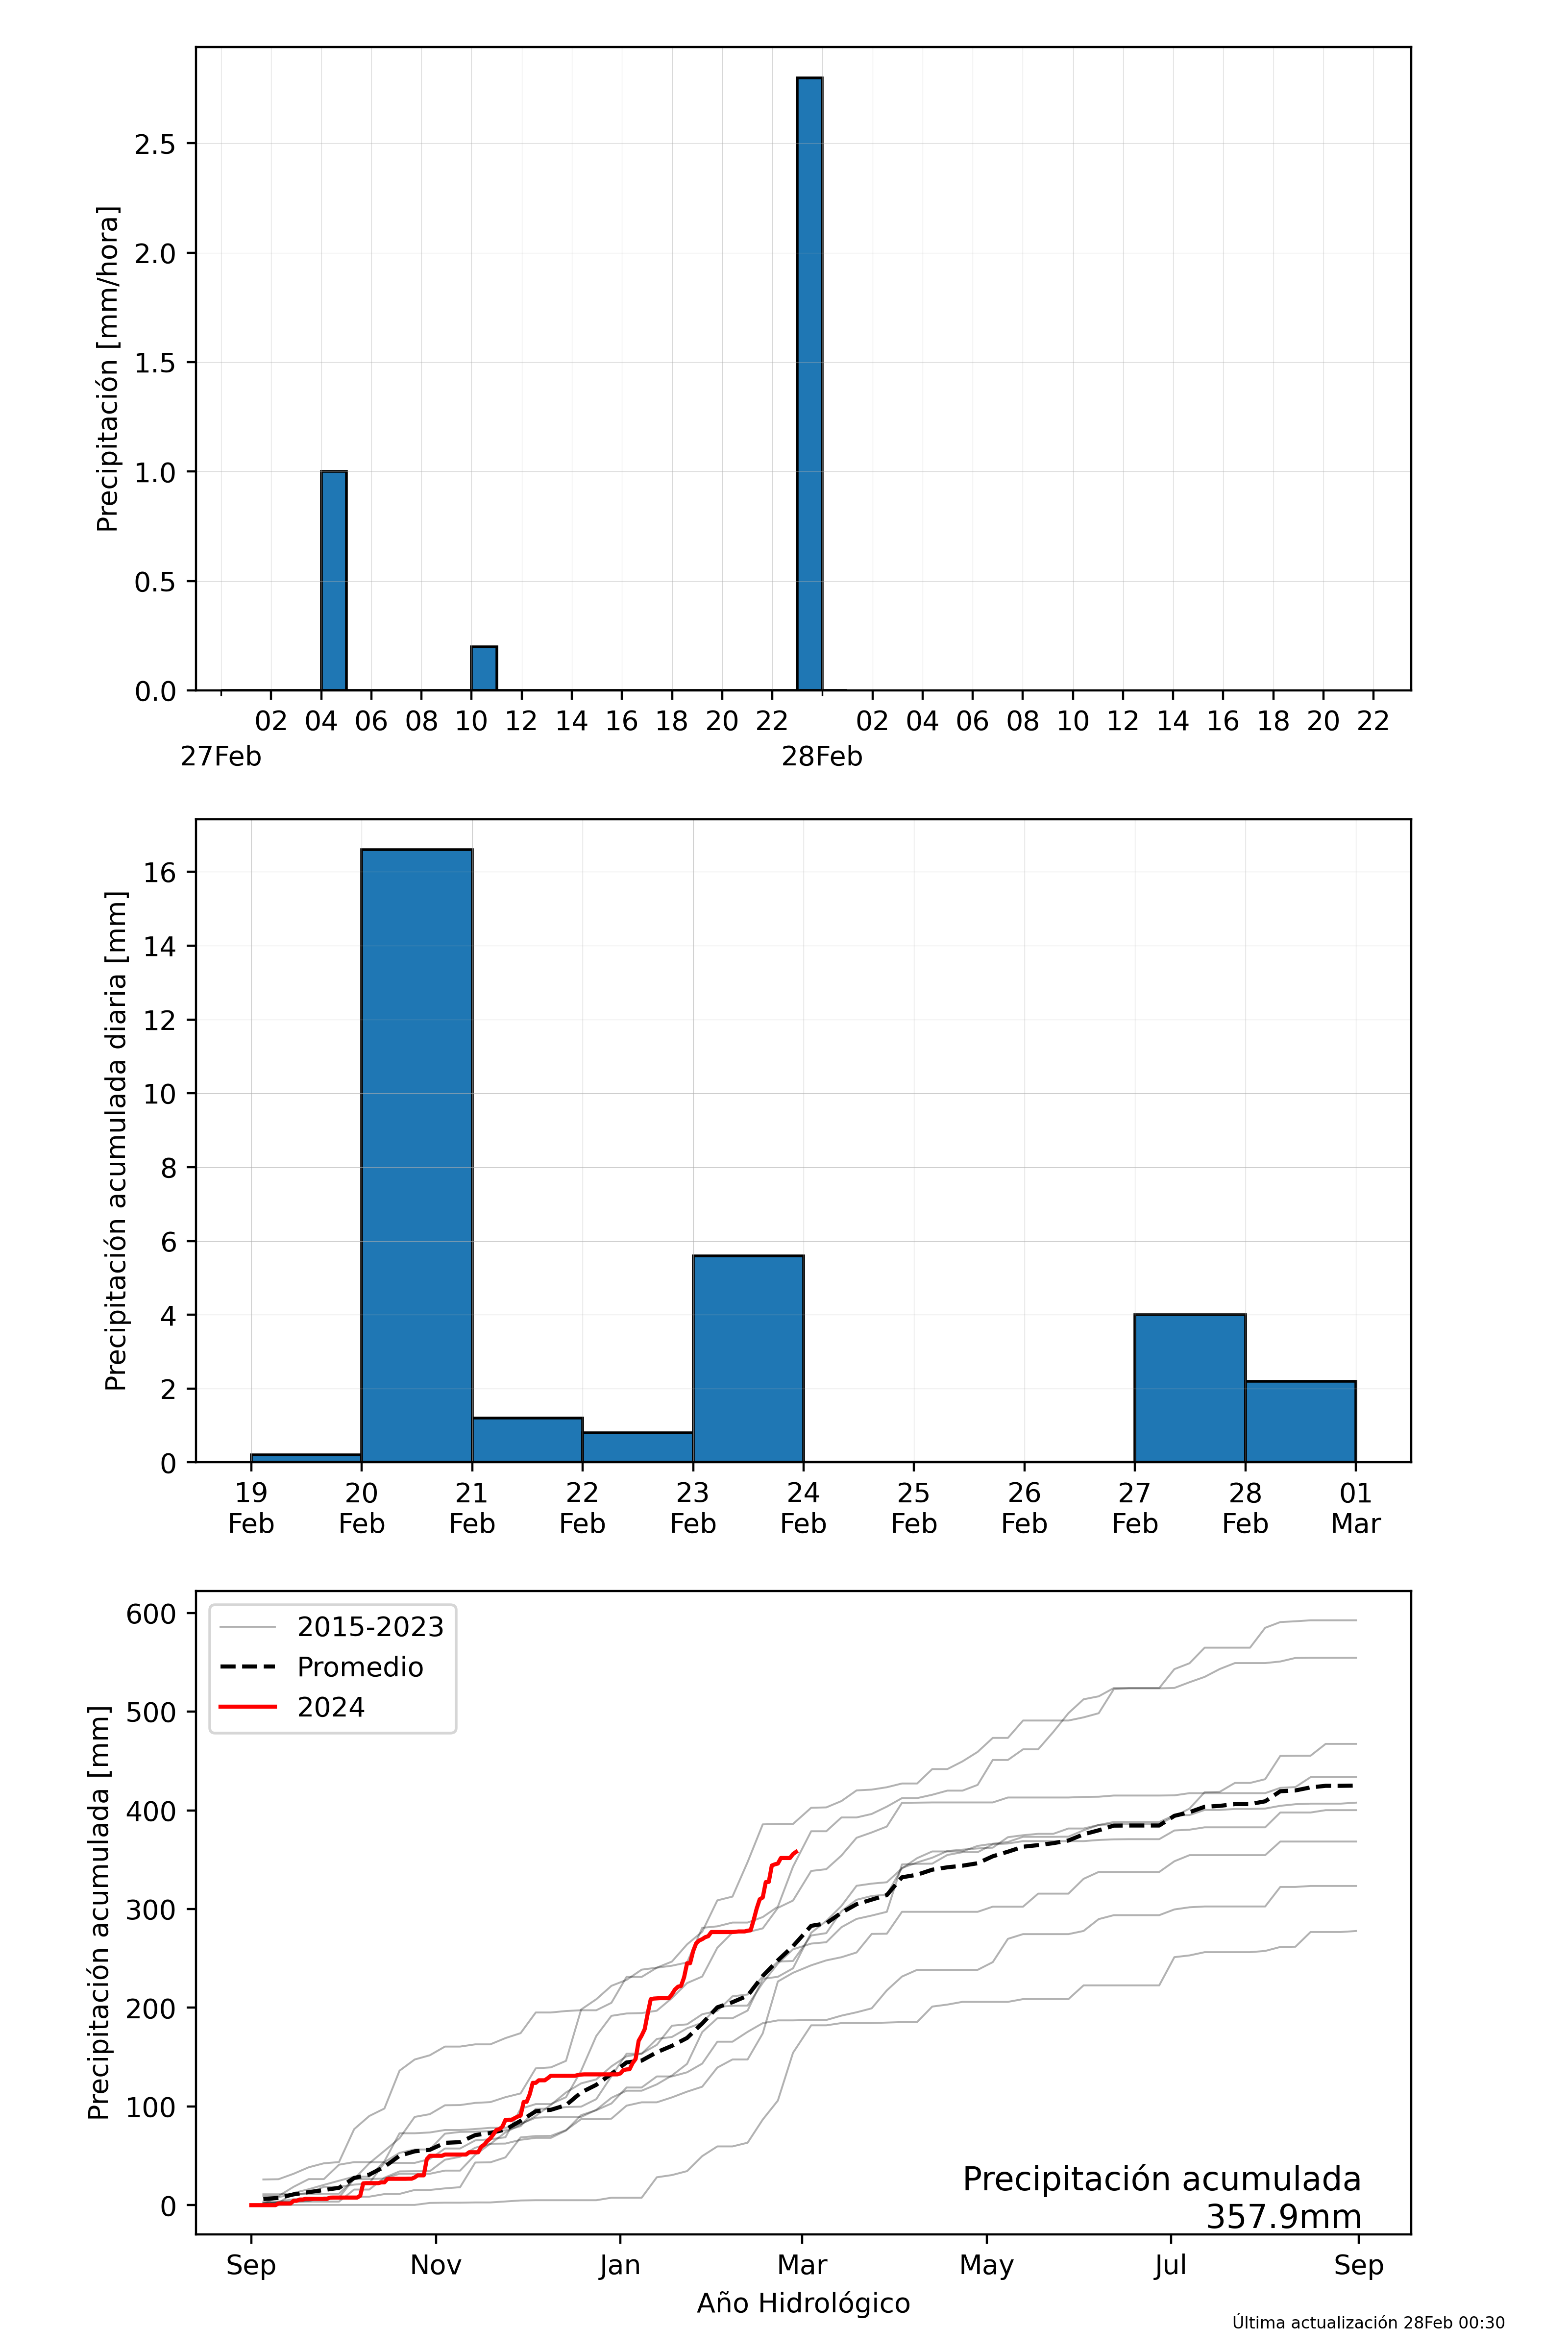 2.5
2.0
1.5
1.0
0.5
0.0
Precipitación [mm/hora]
02 04 06 08 10 12 14 16 18 20 22 02 04 06 08 10 12 14 16 18 20 22
27Feb 28Feb
16
14
12
10
8
6
4
2
0
Precipitación acumulada diaria [mm]
19 20 21 22 23 24 25 26 27 28 01
Feb Feb Feb Feb Feb Feb Feb Feb Feb Feb Mar
600
500
400
300
200
100
0
Precipitación acumulada [mm]
2015-2023
Promedio
2024
Precipitación acumulada
357.9mm
Sep Nov Jan Mar May Jul Sep
Año Hidrológico
Última actualización 28Feb 00:30